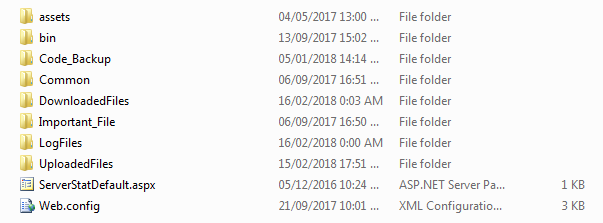 assets 04/05/2017 13:00 ... File folder
bin 13/09/2017 15:02 ... File folder
Code_Backup 05/01/2018 14:14 ... File folder
Common 06/09/2017 16:51 ... File folder
DownloadedFiles 16/02/2018 0:03 AM File folder
Important_File 06/09/2017 16:50 ... File folder
LogFiles 16/02/2018 0:00 AM File folder
UploadedFiles 15/02/2018 17:51 ... File folder
ServerStatDefault.aspx 05/12/2016 10:24 ... ASP.NET Server Pa... 1 KB
Web.config 21/09/2017 10:01 ... XML Configuratio... 3 KB